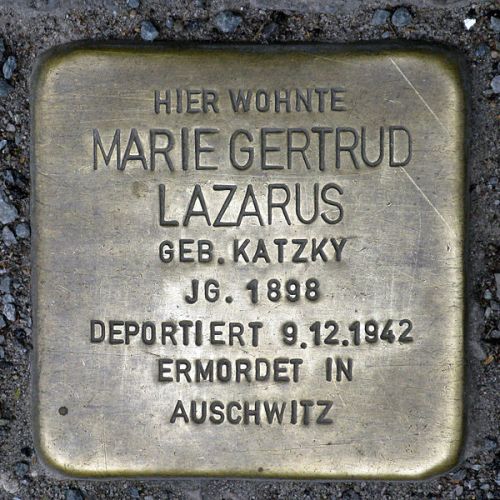 HIER WOHNTE
MARIE GERTRUD
LAZARUS
GEB. KATZKY
JG. 1898
DEPORTIERT 9.12.1942
ERMORDET IN
AUSCHWITZ